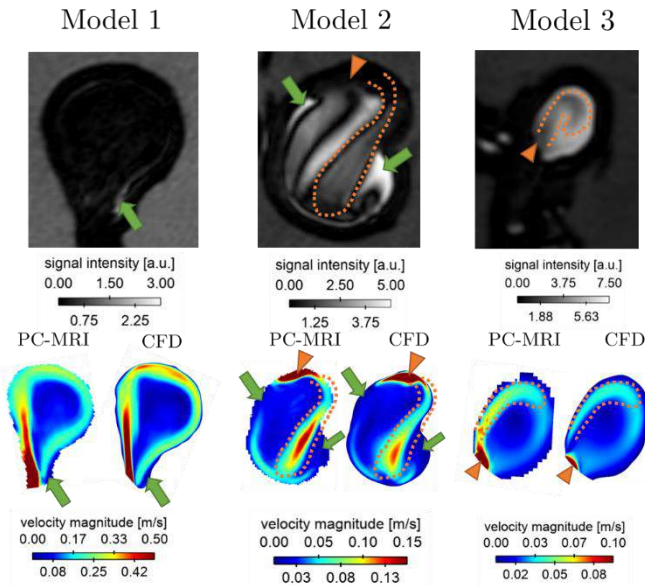 Model 1 Model 2 Model 3
signal intensity [a.u.] signal intensity [a.u.] signal intensity [a.u.]
0.00 1.50 3.00 0.00 2.50 5.00 0.00 3.75 7.50
0.75 2.25 1.25 3.75 1.88 5.63
PC-MRI CFD PC-MRI CFD PC-MRI CFD
velocity magnitude [m/s] velocity magnitude [m/s] velocity magnitude [m/s]
0.00 0.17 0.33 0.50 0.00 0.05 0.10 0.15 0.00 0.03 0.07 0.10
0.08 0.25 0.42 0.03 0.08 0.13 0.02 0.05 0.08